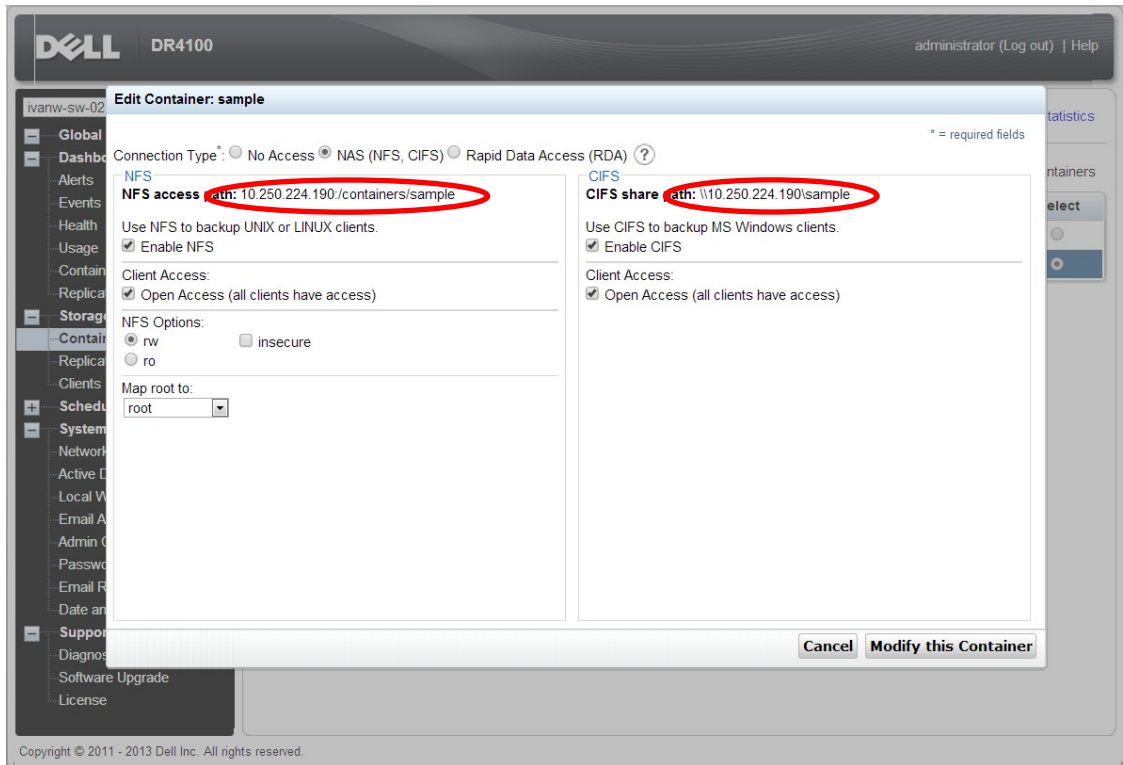 DELL DR4100 administrator (Log out) | Help
ivanw-sw-02
Edit Container: sample
* = required fields
Connection Type*: No Access NAS (NFS, CIFS) Rapid Data Access (RDA) ?
NFS
NFS access path: 10.250.224.190:/containers/sample
Use NFS to backup UNIX or LINUX clients.
Enable NFS
Client Access:
Open Access (all clients have access)
NFS Options:
rw insecure
ro
Map root to:
root
CIFS
CIFS share path: \\10.250.224.190\sample
Use CIFS to backup MS Windows clients.
Enable CIFS
Client Access:
Open Access (all clients have access)
Cancel Modify this Container
Global
Dashbo
Alerts
Events
Health
Usage
Contain
Replica
Storag
Contai
Replica
Clients
Schedu
System
Network
Active D
Local W
Email A
Admin C
Passwo
Email R
Date an
Suppor
Diagnos
Software Upgrade
License
tatistics
ntainers
elect
Copyright © 2011 - 2013 Dell Inc. All rights reserved.